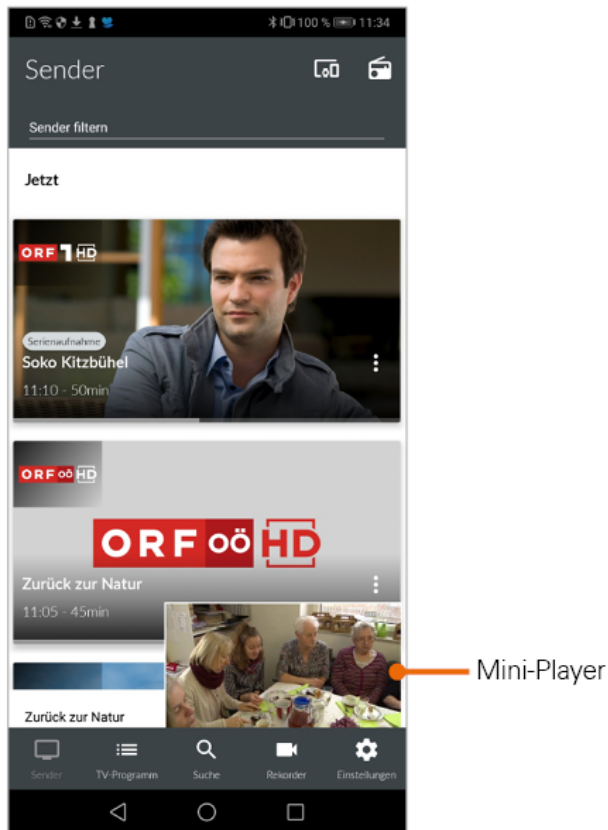 100 % 11:34
Sender
Sender filtern
Jetzt
ORF 1 HD
Serienaufnahme
Soko Kitzbühel
11:10 - 50min
ORF OÖ HD
ORF OÖ HD
Zurück zur Natur
11:05 - 45min
Mini-Player
Zurück zur Natur
Sender TV-Programm Suche Rekorder Einstellungen